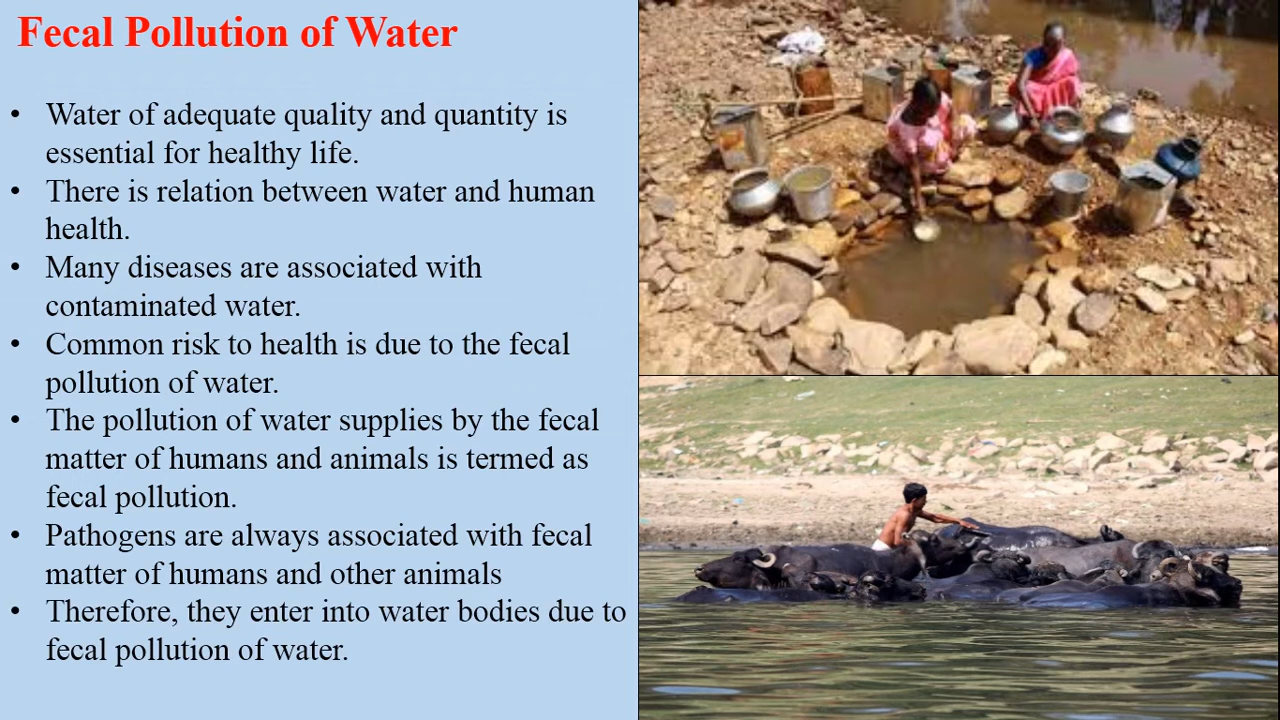 Fecal Pollution of Water
• Water of adequate quality and quantity is
essential for healthy life.
• There is relation between water and human
health.
• Many diseases are associated with
contaminated water.
• Common risk to health is due to the fecal
pollution of water.
• The pollution of water supplies by the fecal
matter of humans and animals is termed as
fecal pollution.
• Pathogens are always associated with fecal
matter of humans and other animals
• Therefore, they enter into water bodies due to
fecal pollution of water.